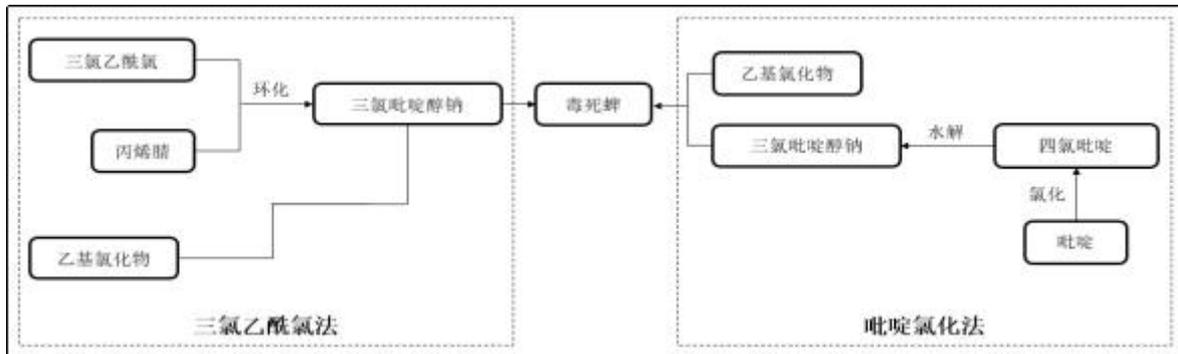 三氯乙酰氯
丙烯腈
环化
三氯吡啶醇钠
乙基氯化物
三氯乙酰氯法
毒死蜱
乙基氯化物
三氯吡啶醇钠
水解
四氯吡啶
氯化
吡啶
吡啶氯化法